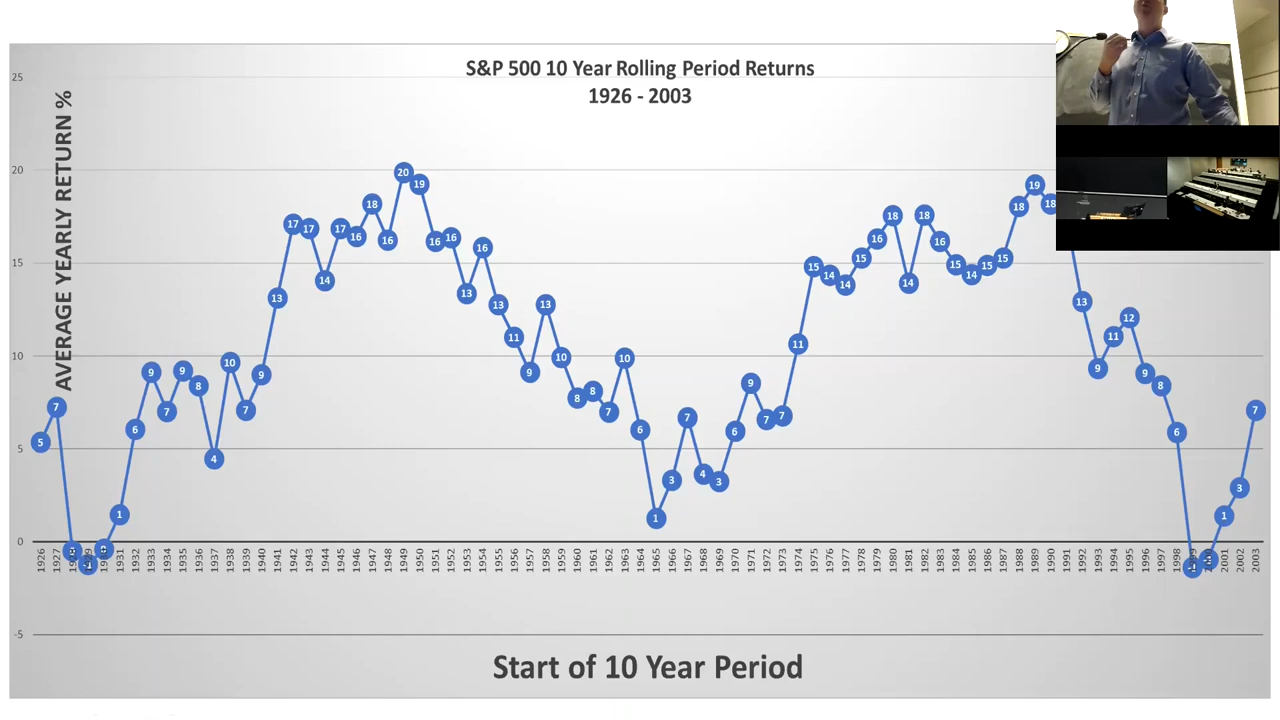 S&P 500 10 Year Rolling Period Returns
1926 - 2003
AVERAGE YEARLY RETURN %
25
20
15
10
5
0
-5
5 7 1 6 9 7 9 8 4 10 7 9 13 17 17 14 17 16 18 16 20 19 16 16 13 16 13 11 9 13 10 8 8 7 10 6 1 3 7 4 3 6 9 7 7 11 15 14 14 15 16 18 14 18 16 15 14 15 15 18 19 18 13 9 11 12 9 8 6 1 3 7
1926 1927 1931 1932 1933 1934 1935 1936 1937 1938 1939 1940 1941 1942 1943 1944 1945 1946 1947 1948 1949 1950 1951 1952 1953 1954 1955 1956 1957 1958 1959 1960 1961 1962 1963 1964 1965 1966 1967 1968 1969 1970 1971 1972 1973 1974 1975 1976 1977 1978 1979 1980 1981 1982 1983 1984 1985 1986 1987 1988 1989 1990 1991 1992 1993 1994 1995 1996 1997 1998 2001 2002 2003
Start of 10 Year Period